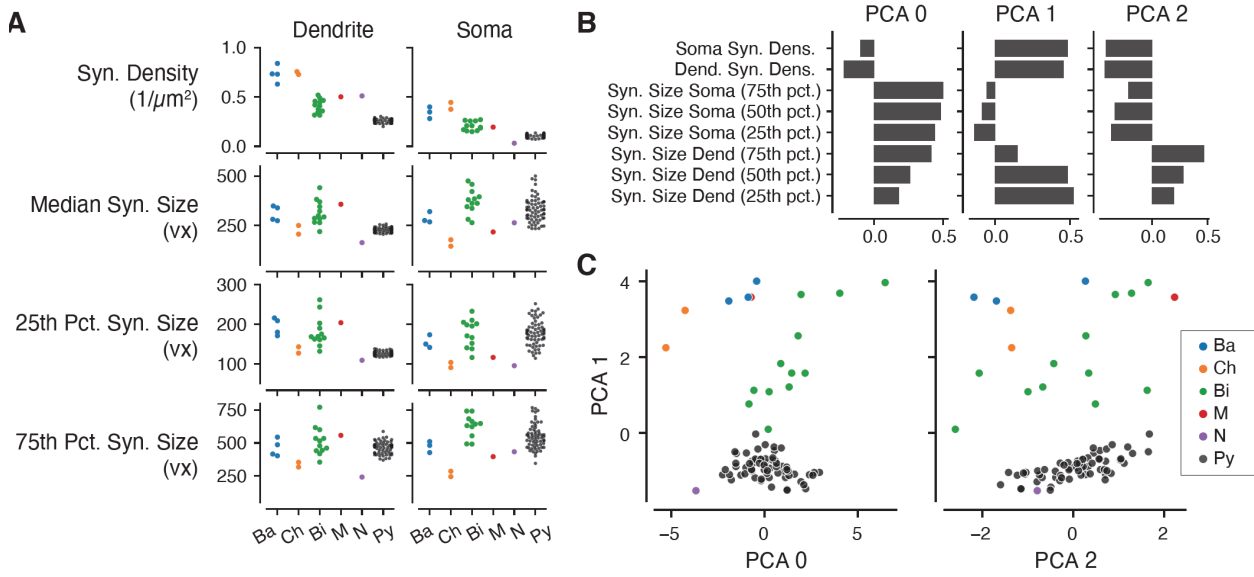 A
Dendrite
Soma
Syn. Density
(1/µm²)
1.0
0.5
0.0
Median Syn. Size
(vx)
500
250
25th Pct. Syn. Size
(vx)
300
200
100
75th Pct. Syn. Size
(vx)
750
500
250
Ba
Ch
Bi
M
N
Py
Ba
Ch
Bi
M
N
Py
B
PCA 0
PCA 1
PCA 2
Soma Syn. Dens.
Dend. Syn. Dens.
Syn. Size Soma (75th pct.)
Syn. Size Soma (50th pct.)
Syn. Size Soma (25th pct.)
Syn. Size Dend (75th pct.)
Syn. Size Dend (50th pct.)
Syn. Size Dend (25th pct.)
0.0
0.5
0.0
0.5
0.0
0.5
C
PCA 1
4
2
0
−5
0
5
PCA 0
−2
0
2
PCA 2
Ba
Ch
Bi
M
N
Py